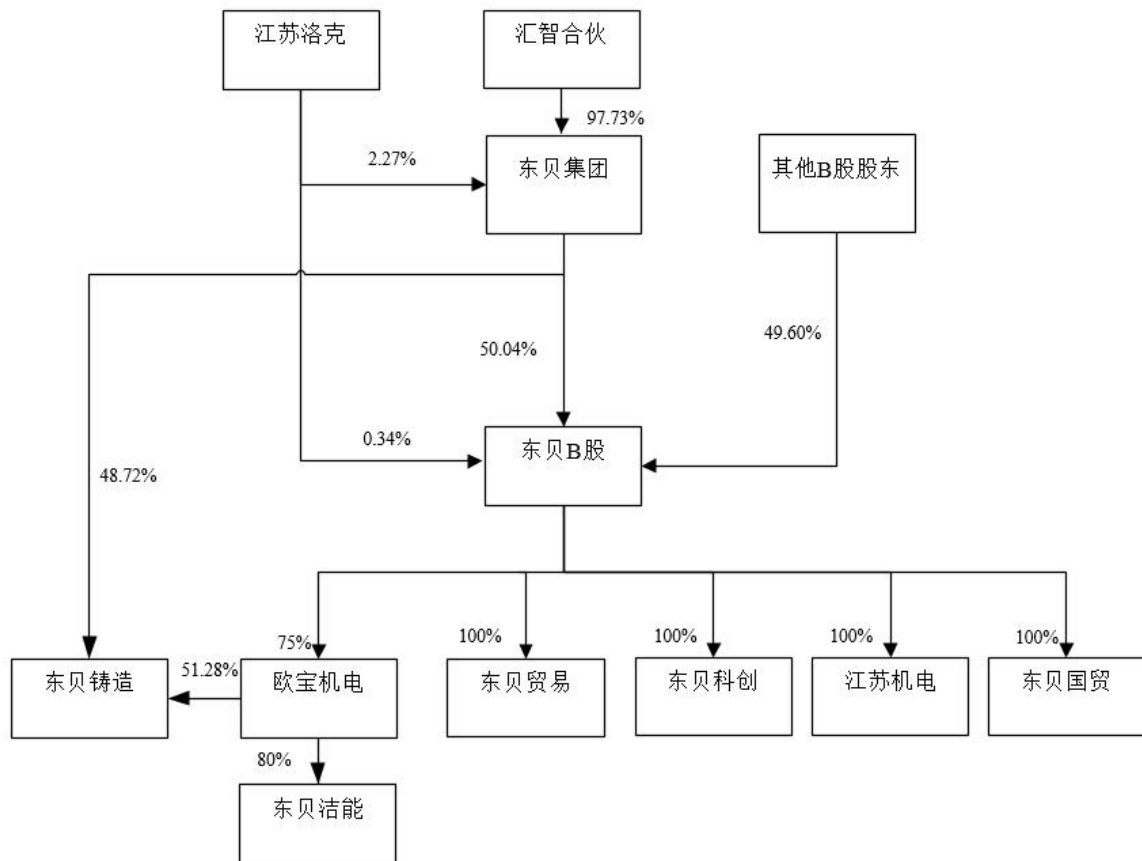 江苏洛克
汇智合伙
97.73%
东贝集团
其他B股股东
2.27%
50.04%
49.60%
0.34%
东贝B股
48.72%
75%
100%
100%
100%
100%
51.28%
东贝铸造
欧宝机电
东贝贸易
东贝科创
江苏机电
东贝国贸
80%
东贝洁能